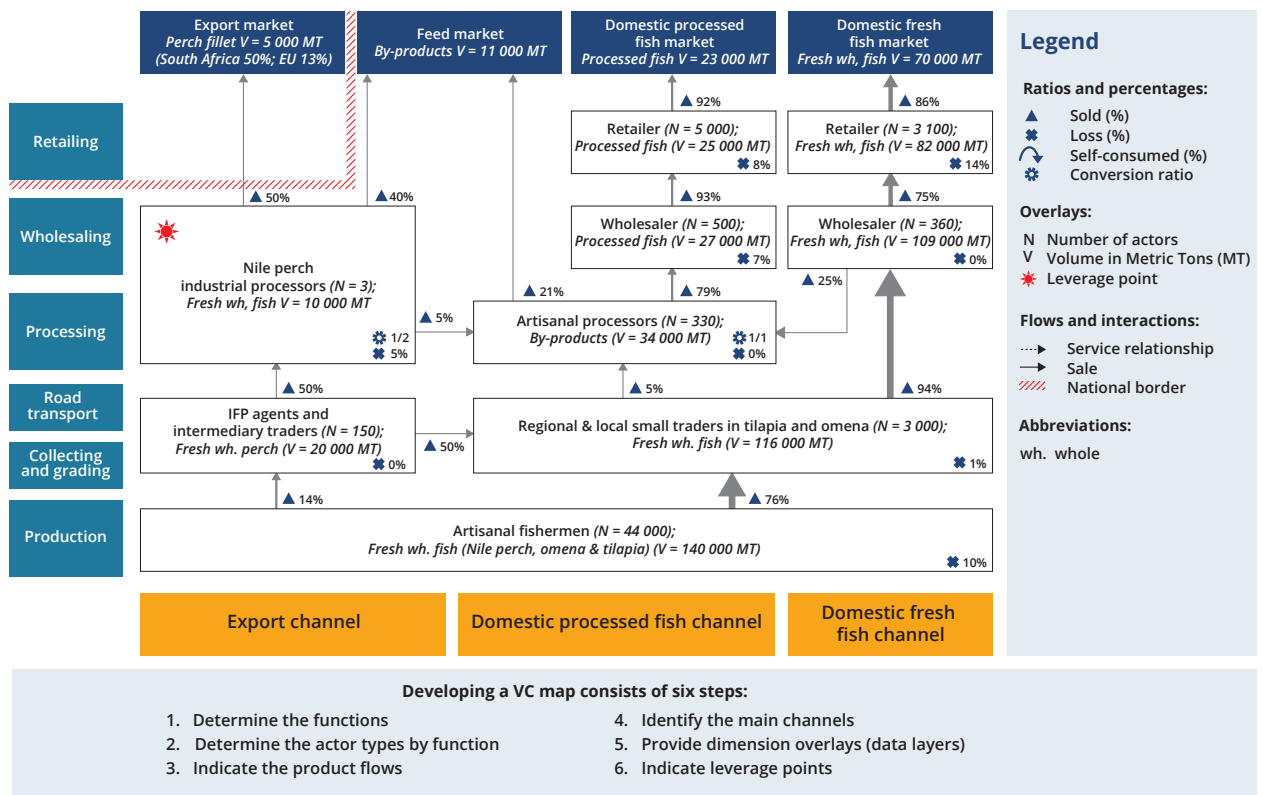 Export market
Perch fillet V = 5 000 MT
(South Africa 50%; EU 13%)
Feed market
By-products V = 11 000 MT
Domestic processed
fish market
Processed fish V = 23 000 MT
Domestic fresh
fish market
Fresh wh, fish V = 70 000 MT
Retailing
92%
86%
Retailer (N = 5 000);
Processed fish (V = 25 000 MT)
8%
Retailer (N = 3 100);
Fresh wh, fish (V = 82 000 MT)
14%
50%
40%
93%
75%
Wholesaling
Nile perch
industrial processors (N = 3);
Fresh wh, fish V = 10 000 MT
1/2
5%
Wholesaler (N = 500);
Processed fish (V = 27 000 MT)
7%
Wholesaler (N = 360);
Fresh wh, fish (V = 109 000 MT)
0%
25%
21%
79%
Processing
5%
Artisanal processors (N = 330);
By-products (V = 34 000 MT)
1/1
0%
50%
5%
94%
Road
transport
IFP agents and
intermediary traders (N = 150);
Fresh wh. perch (V = 20 000 MT)
0%
50%
Regional & local small traders in tilapia and omena (N = 3 000);
Fresh wh. fish (V = 116 000 MT)
1%
Collecting
and grading
14%
76%
Production
Artisanal fishermen (N = 44 000);
Fresh wh. fish (Nile perch, omena & tilapia) (V = 140 000 MT)
10%
Export channel
Domestic processed fish channel
Domestic fresh
fish channel
Legend
Ratios and percentages:
Sold (%)
Loss (%)
Self-consumed (%)
Conversion ratio
Overlays:
N Number of actors
V Volume in Metric Tons (MT)
Leverage point
Flows and interactions:
Service relationship
Sale
National border
Abbreviations:
wh. whole
Developing a VC map consists of six steps:
1. Determine the functions
2. Determine the actor types by function
3. Indicate the product flows
4. Identify the main channels
5. Provide dimension overlays (data layers)
6. Indicate leverage points